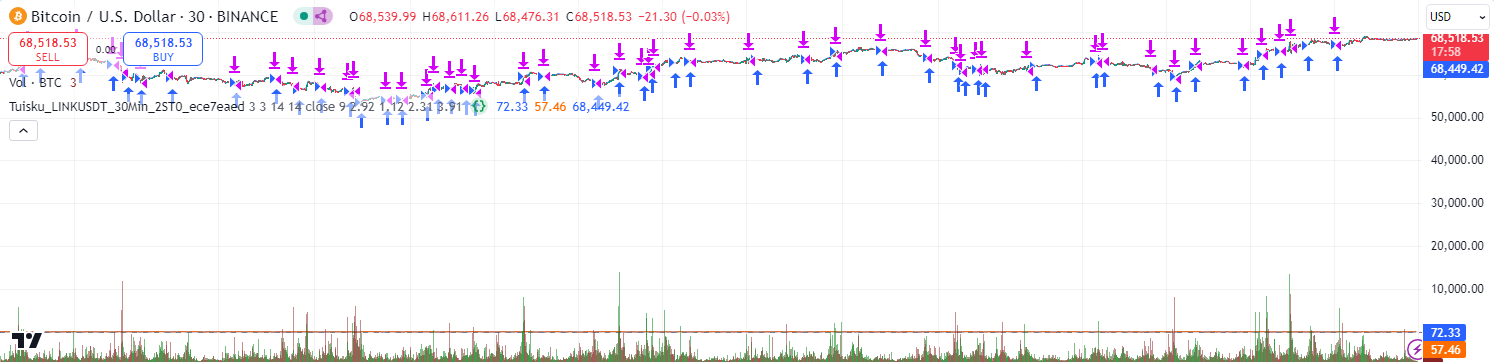 Bitcoin / U.S. Dollar · 30 · BINANCE O68,539.99 H68,611.26 L68,476.31 C68,518.53 −21.30 (−0.03%)
USD
68,518.53
SELL
0.00
68,518.53
BUY
68,518.53
17:58
68,449.42
Vol · BTC 3
Tuisku_LINKUSDT_30Min_2STO_ece7eaed 3 3 14 14 close 9 2.92 1.12 2.31 3.91 72.33 57.46 68,449.42
50,000.00
40,000.00
30,000.00
20,000.00
10,000.00
72.33
57.46